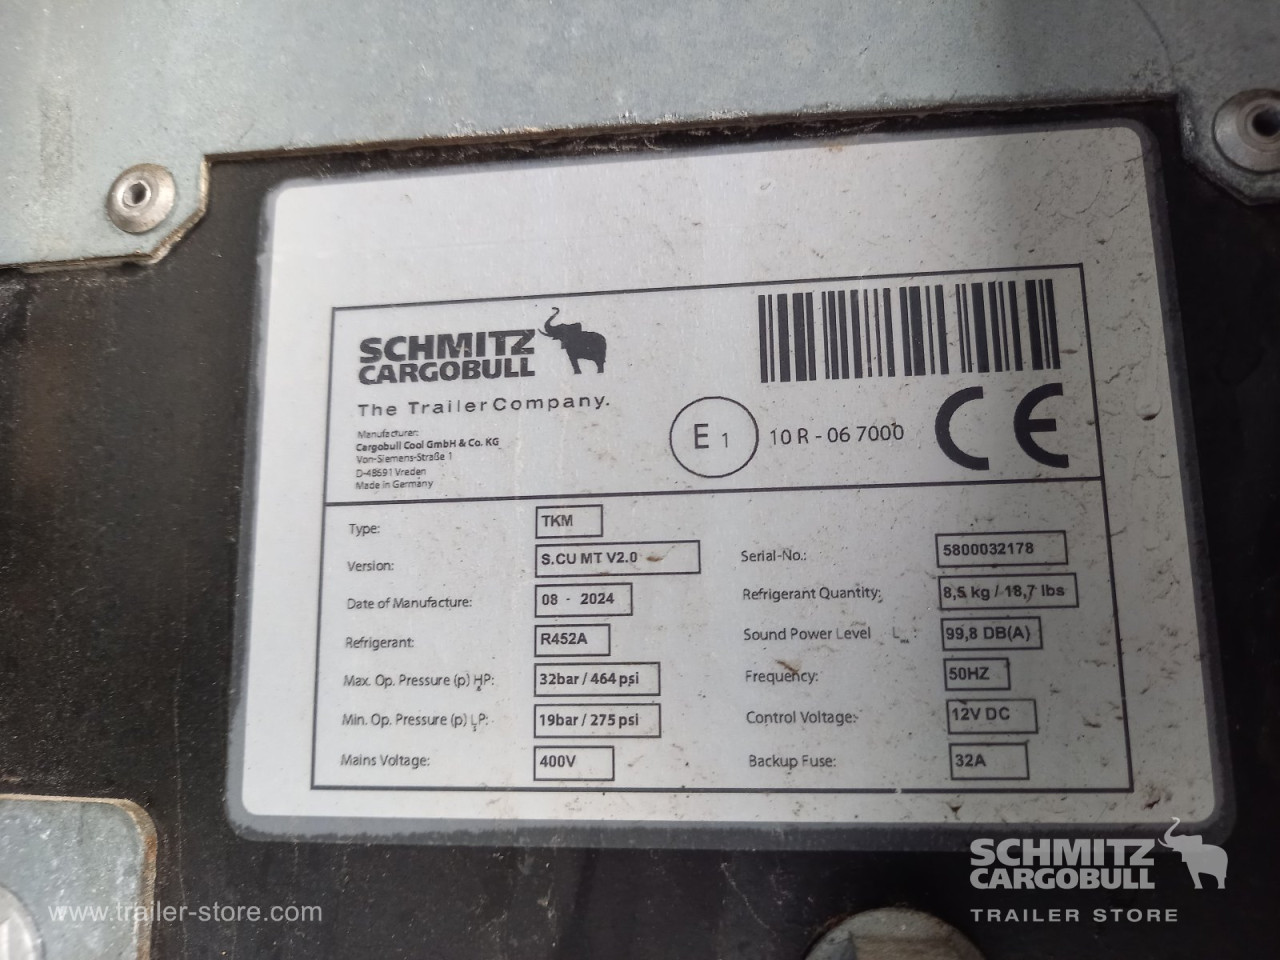 SCHMITZ
CARGOBULL
The Trailer Company.
Manufacturer:
Cargobull Cool GmbH & Co. KG
Von-Siemens-Straße 1
D-48691 Vreden
Made in Germany
E 1
10 R - 06 7000
CE
Type: TKM
Version: S.CU MT V2.0
Date of Manufacture: 08 - 2024
Refrigerant: R452A
Max. Op. Pressure (p) HP: 32bar / 464 psi
Min. Op. Pressure (p) LP: 19bar / 275 psi
Mains Voltage: 400V
Serial-No.: 5800032178
Refrigerant Quantity: 8,5 kg / 18,7 lbs
Sound Power Level L : 99,8 DB(A)
Frequency: 50HZ
Control Voltage: 12V DC
Backup Fuse: 32A
www.trailer-store.com
SCHMITZ
CARGOBULL
TRAILER STORE